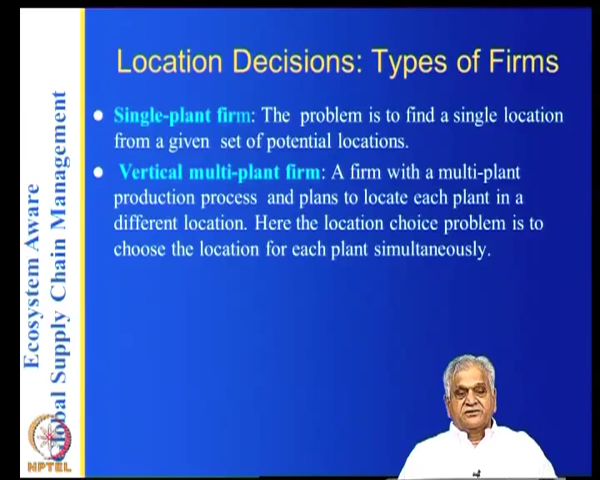 Location Decisions: Types of Firms
Single-plant firm: The problem is to find a single location
from a given set of potential locations.
Vertical multi-plant firm: A firm with a multi-plant
production process and plans to locate each plant in a
different location. Here the location choice problem is to
choose the location for each plant simultaneously.
Ecosystem Aware
Global Supply Chain Management
NPTEL